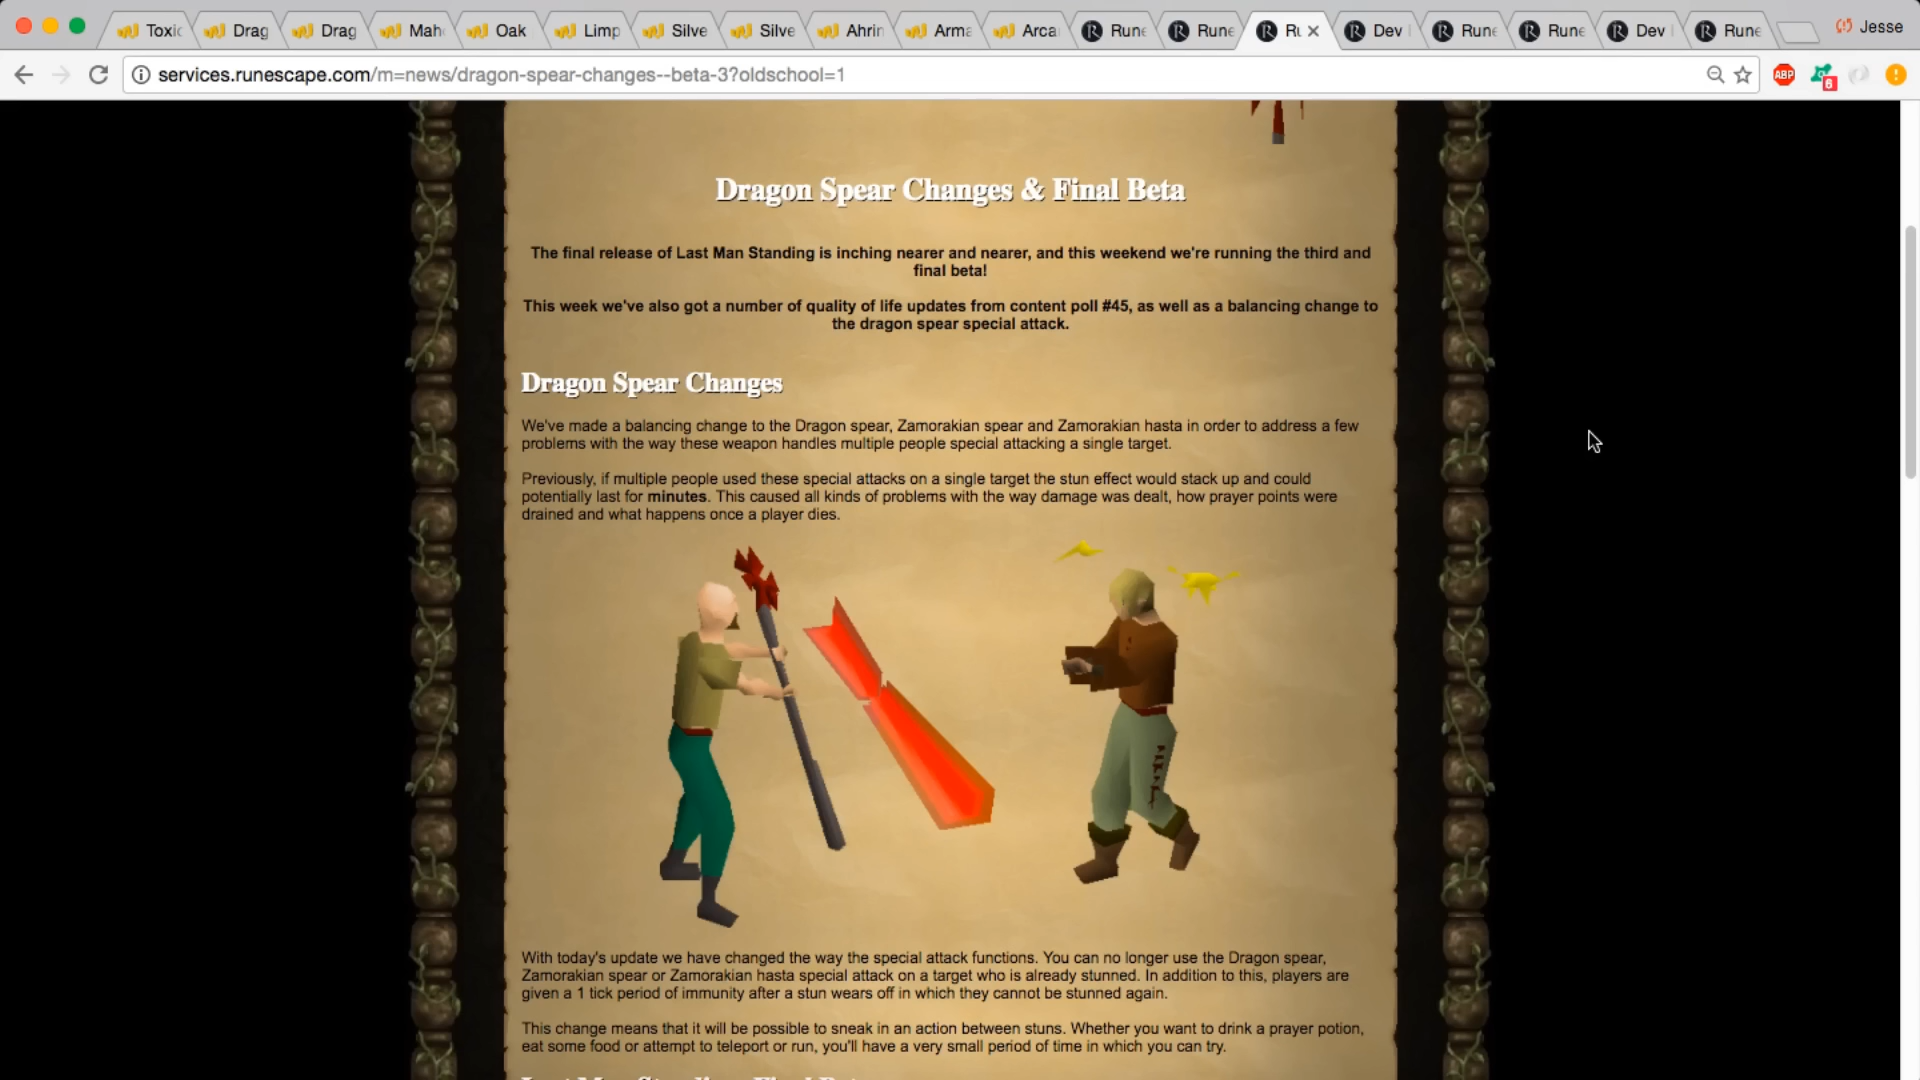 Toxic
Drag
Drag
Mah
Oak
Limp
Silve
Silve
Ahrin
Arma
Arca
Rune
Rune
Ru
Dev
Rune
Rune
Dev
Rune
Jesse
services.runescape.com/m=news/dragon-spear-changes--beta-3?oldschool=1
ABP
6
Dragon Spear Changes & Final Beta
The final release of Last Man Standing is inching nearer and nearer, and this weekend we're running the third and
final beta!
This week we've also got a number of quality of life updates from content poll #45, as well as a balancing change to
the dragon spear special attack.
Dragon Spear Changes
We've made a balancing change to the Dragon spear, Zamorakian spear and Zamorakian hasta in order to address a few
problems with the way these weapon handles multiple people special attacking a single target.
Previously, if multiple people used these special attacks on a single target the stun effect would stack up and could
potentially last for minutes. This caused all kinds of problems with the way damage was dealt, how prayer points were
drained and what happens once a player dies.
With today's update we have changed the way the special attack functions. You can no longer use the Dragon spear,
Zamorakian spear or Zamorakian hasta special attack on a target who is already stunned. In addition to this, players are
given a 1 tick period of immunity after a stun wears off in which they cannot be stunned again.
This change means that it will be possible to sneak in an action between stuns. Whether you want to drink a prayer potion,
eat some food or attempt to teleport or run, you'll have a very small period of time in which you can try.